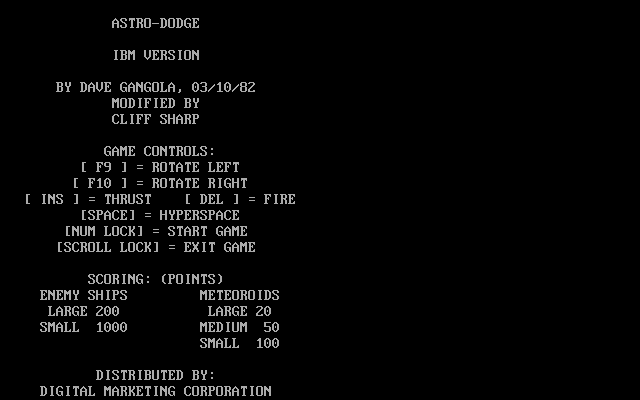 ASTRO-DODGE
IBM VERSION
BY DAVE GANGOLA, 03/10/82
MODIFIED BY
CLIFF SHARP
GAME CONTROLS:
[ F9 ] = ROTATE LEFT
[ F10 ] = ROTATE RIGHT
[ INS ] = THRUST    [ DEL ] = FIRE
[SPACE] = HYPERSPACE
[NUM LOCK] = START GAME
[SCROLL LOCK] = EXIT GAME
SCORING: (POINTS)
ENEMY SHIPS         METEOROIDS
LARGE 200           LARGE 20
SMALL  1000         MEDIUM  50
SMALL  100
DISTRIBUTED BY:
DIGITAL MARKETING CORPORATION